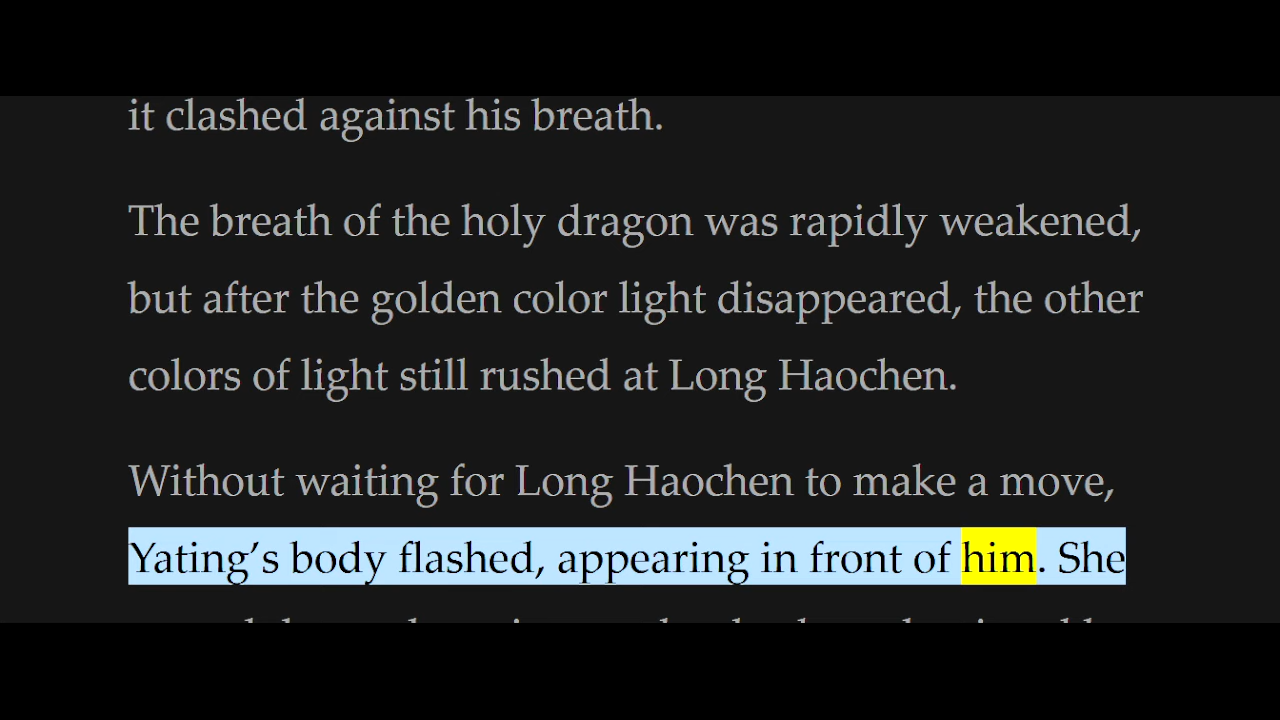 it clashed against his breath.
The breath of the holy dragon was rapidly weakened,
but after the golden color light disappeared, the other
colors of light still rushed at Long Haochen.
Without waiting for Long Haochen to make a move,
Yating’s body flashed, appearing in front of him. She